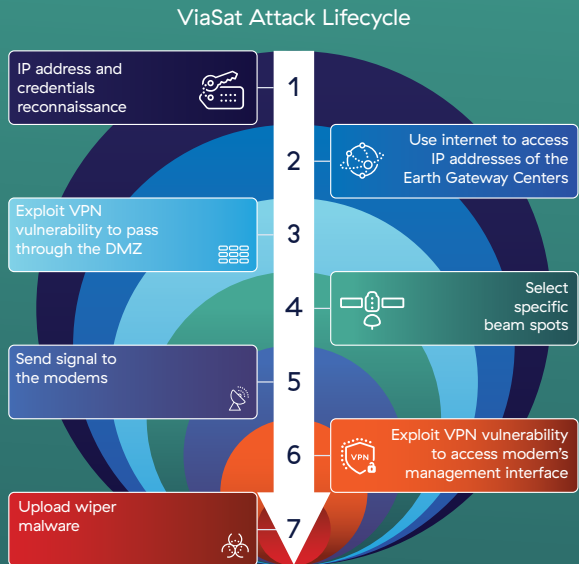 ViaSat Attack Lifecycle
IP address and
credentials
reconnaissance
1
2
Use internet to access
IP addresses of the
Earth Gateway Centers
Exploit VPN
vulnerability to pass
through the DMZ
3
4
Select
specific
beam spots
Send signal to
the modems
5
6
VPN
Exploit VPN vulnerability
to access modem's
management interface
Upload wiper
malware
7